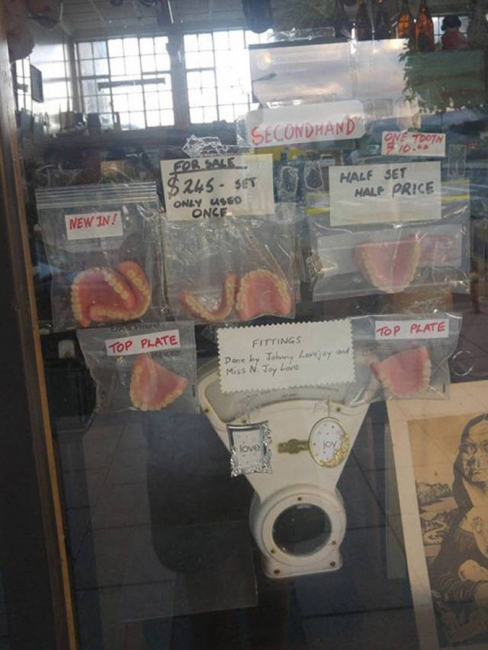 SECONDHAND
ONE TOOTH
$10.00
FOR SALE
$245- SET
ONLY USED
ONCE
HALF SET
HALF PRICE
NEW IN!
TOP PLATE
FITTINGS
Done by Johnny Lovejoy and
Miss N. Joy Love
TOP PLATE
love
joy